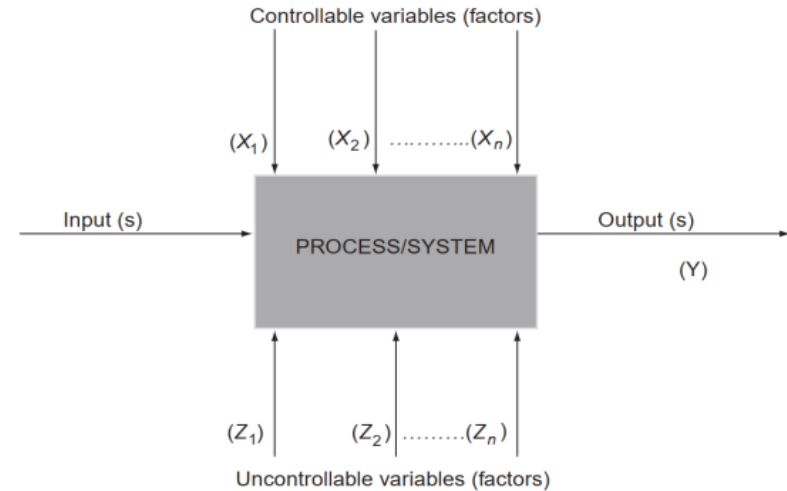 Controllable variables (factors)
(X₁) (X₂) ............(Xₙ)
Input (s)
Output (s)
PROCESS/SYSTEM
(Y)
(Z₁) (Z₂) .........(Zₙ)
Uncontrollable variables (factors)